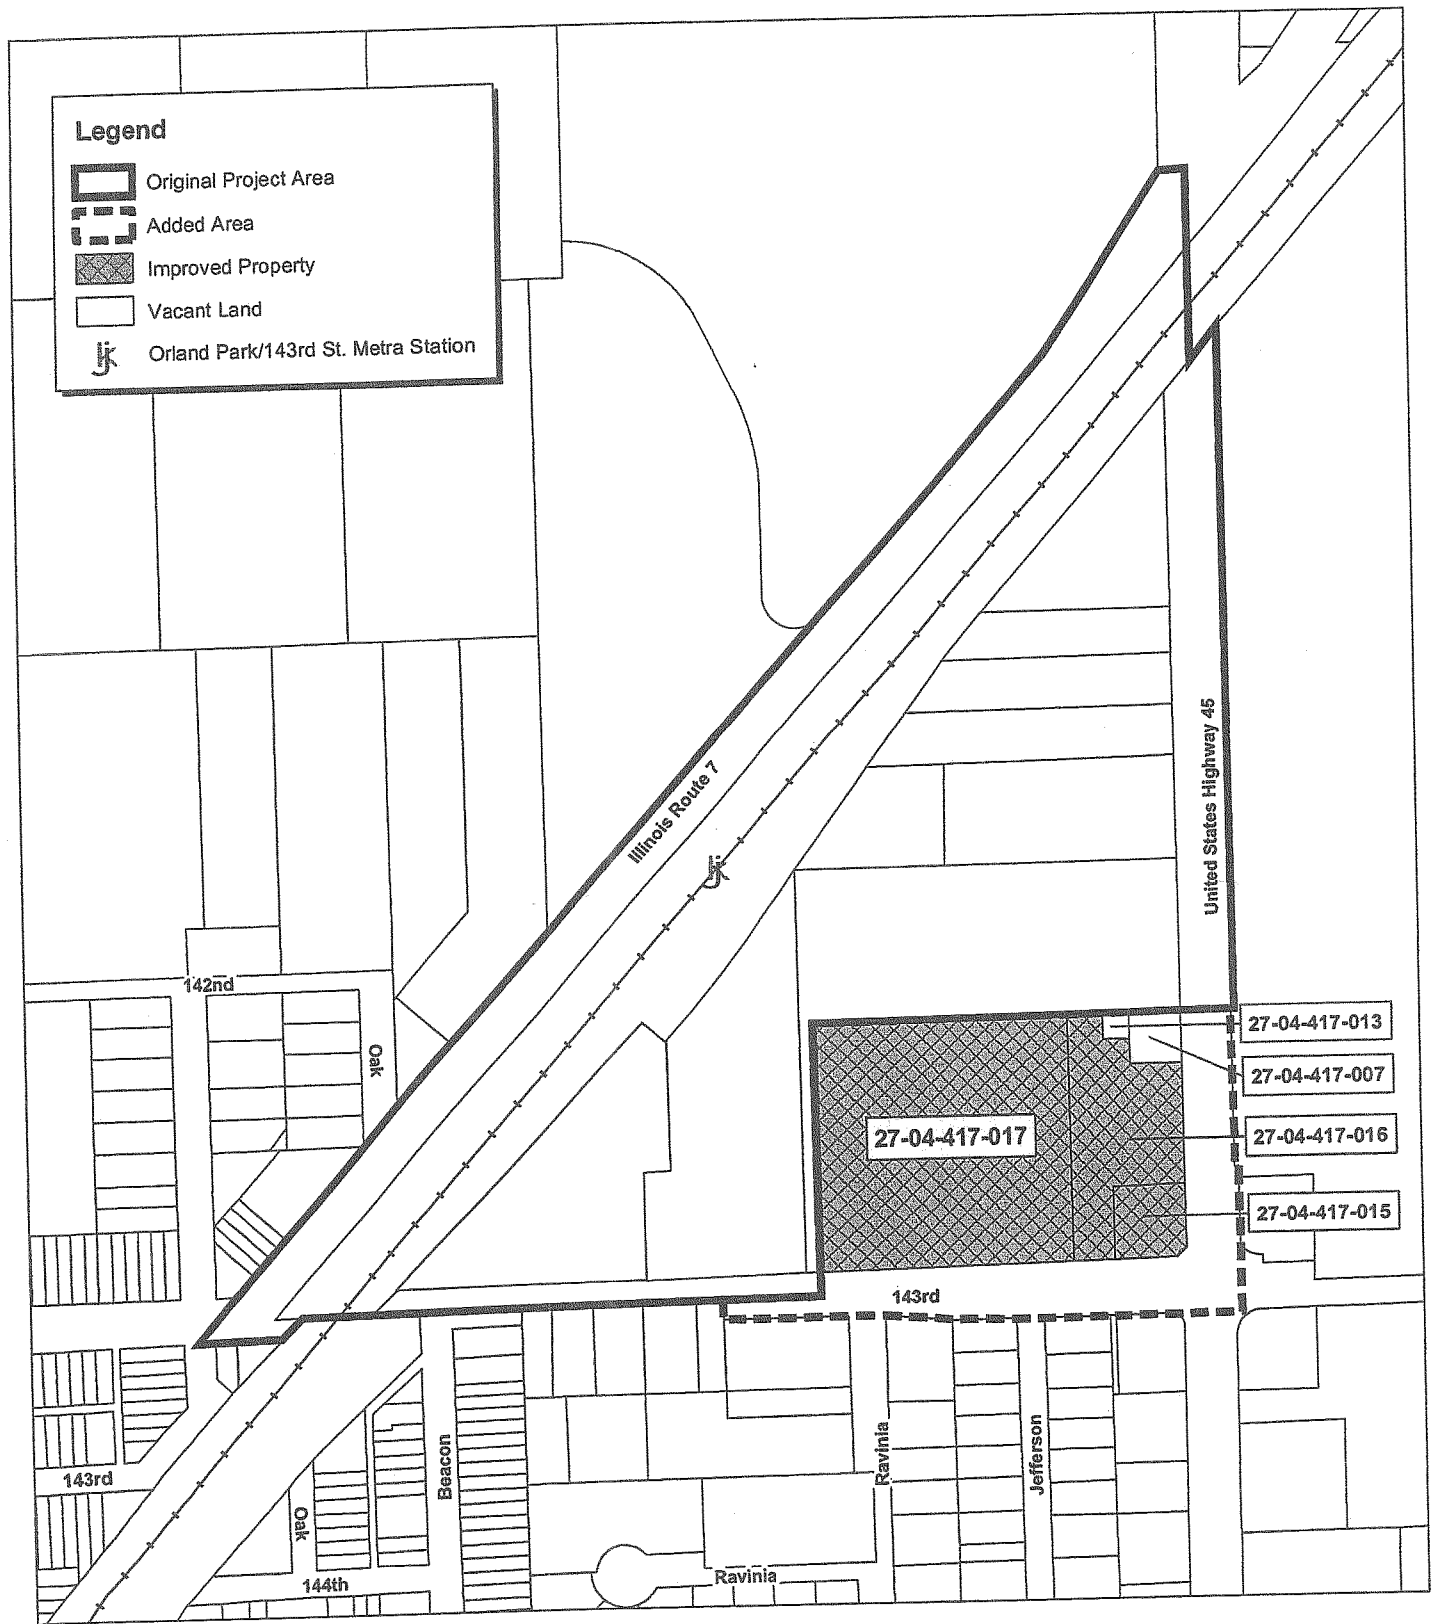 Legend
Original Project Area
Added Area
Improved Property
Vacant Land
Orland Park/143rd St. Metra Station
United States Highway 45
Illinois Route 7
142nd
Oak
27-04-417-013
27-04-417-007
27-04-417-017
27-04-417-016
27-04-417-015
143rd
Beacon
Ravinia
Jefferson
143rd
Oak
144th
Ravinia